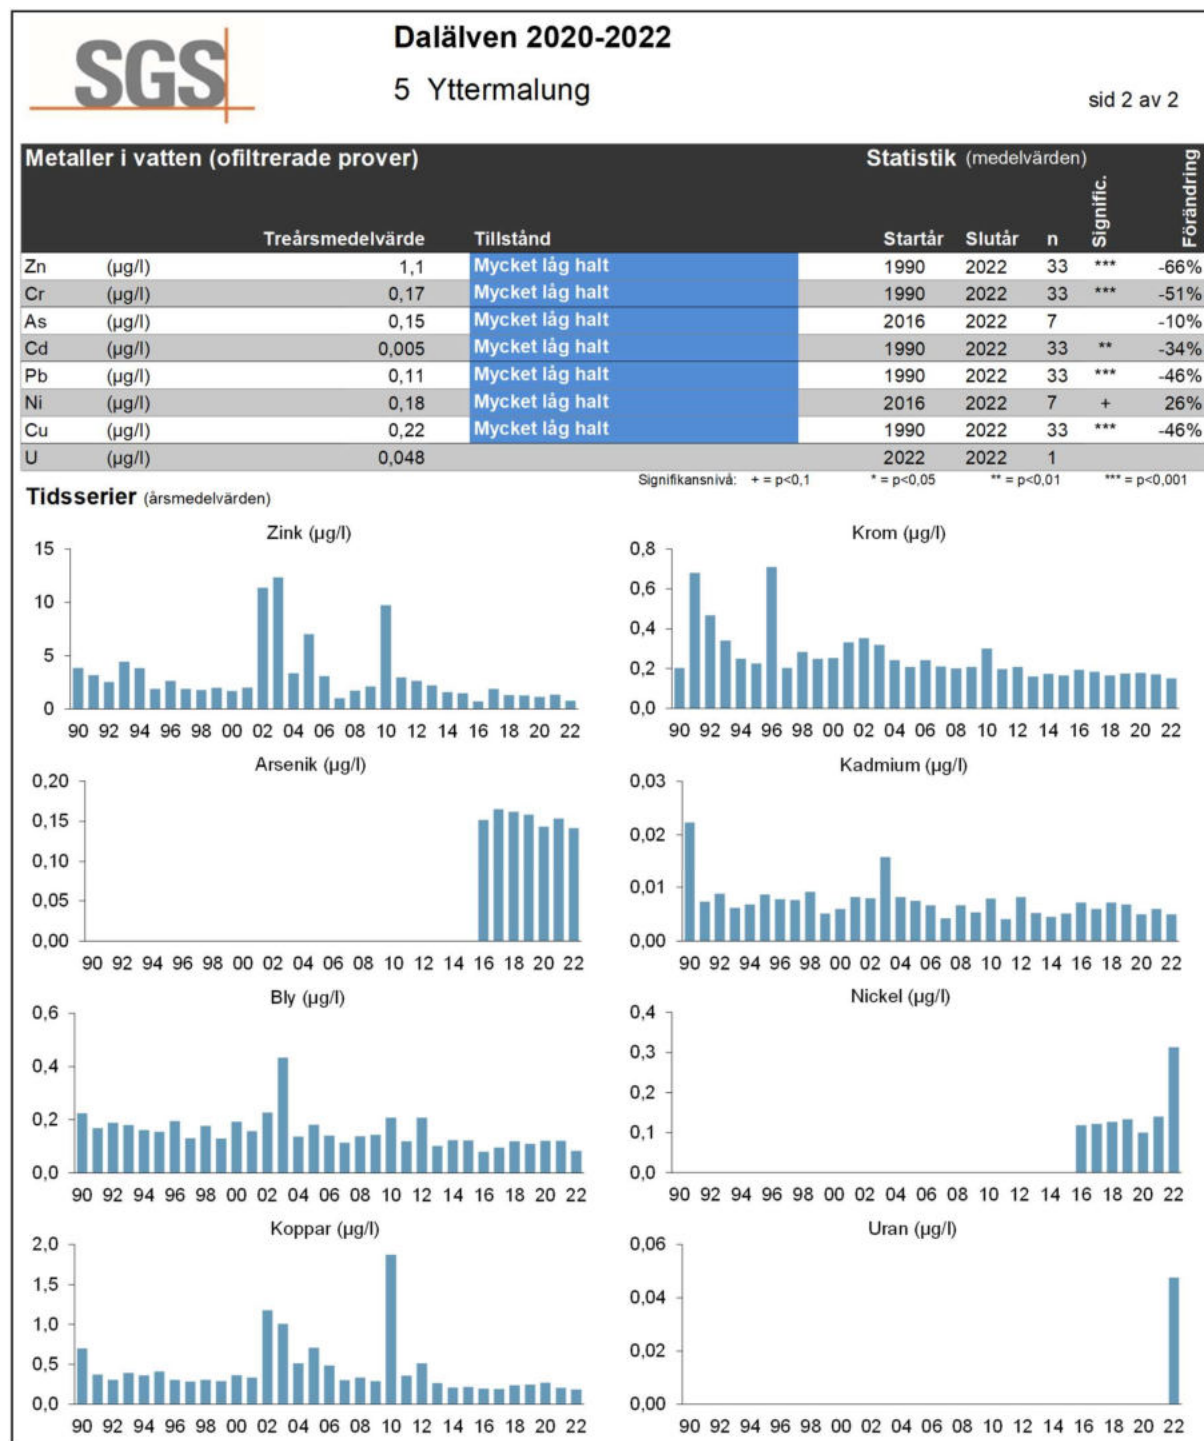 SGS
Dalälven 2020-2022
5 Yttermalung
sid 2 av 2
Metaller i vatten (ofiltrerade prover) Statistik (medelvärden)
Treårsmedelvärde Tillstånd Startår Slutår n Signific. Förändring
Zn (µg/l) 1,1 Mycket låg halt 1990 2022 33 *** -66%
Cr (µg/l) 0,17 Mycket låg halt 1990 2022 33 *** -51%
As (µg/l) 0,15 Mycket låg halt 2016 2022 7 -10%
Cd (µg/l) 0,005 Mycket låg halt 1990 2022 33 ** -34%
Pb (µg/l) 0,11 Mycket låg halt 1990 2022 33 *** -46%
Ni (µg/l) 0,18 Mycket låg halt 2016 2022 7 + 26%
Cu (µg/l) 0,22 Mycket låg halt 1990 2022 33 *** -46%
U (µg/l) 0,048 2022 2022 1
Signifikansnivå: + = p<0,1 * = p<0,05 ** = p<0,01 *** = p<0,001
Tidsserier (årsmedelvärden)
Zink (µg/l)
15
10
5
0
90 92 94 96 98 00 02 04 06 08 10 12 14 16 18 20 22
Krom (µg/l)
0,8
0,6
0,4
0,2
0,0
90 92 94 96 98 00 02 04 06 08 10 12 14 16 18 20 22
Arsenik (µg/l)
0,20
0,15
0,10
0,05
0,00
90 92 94 96 98 00 02 04 06 08 10 12 14 16 18 20 22
Kadmium (µg/l)
0,03
0,02
0,01
0,00
90 92 94 96 98 00 02 04 06 08 10 12 14 16 18 20 22
Bly (µg/l)
0,6
0,4
0,2
0,0
90 92 94 96 98 00 02 04 06 08 10 12 14 16 18 20 22
Nickel (µg/l)
0,4
0,3
0,2
0,1
0,0
90 92 94 96 98 00 02 04 06 08 10 12 14 16 18 20 22
Koppar (µg/l)
2,0
1,5
1,0
0,5
0,0
90 92 94 96 98 00 02 04 06 08 10 12 14 16 18 20 22
Uran (µg/l)
0,06
0,04
0,02
0,00
90 92 94 96 98 00 02 04 06 08 10 12 14 16 18 20 22